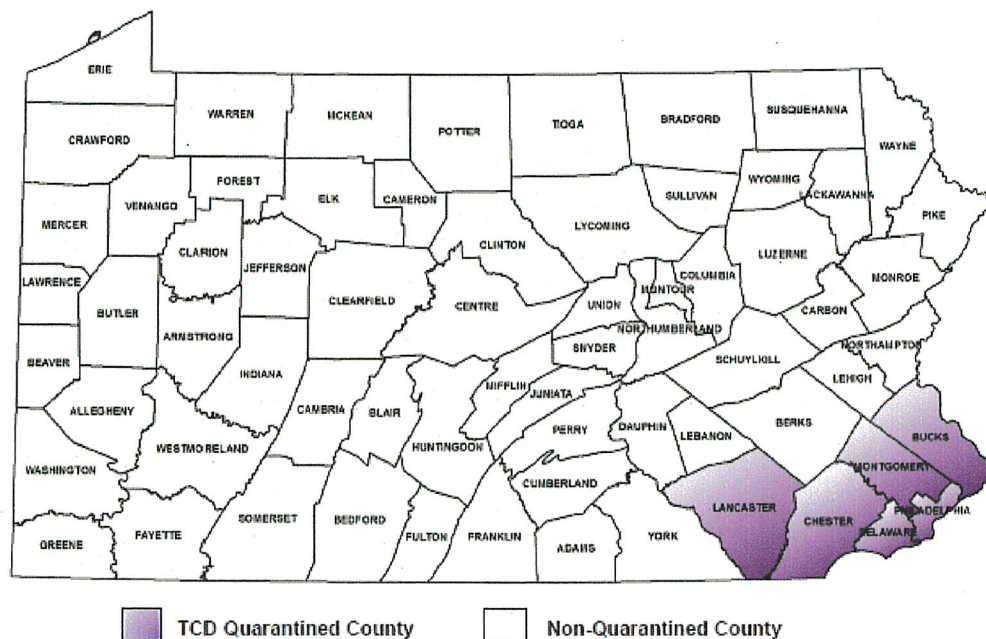 ERIE
WARREN
MCKEAN
POTTER
TIOGA
BRADFORD
SUSQUEHANNA
CRAWFORD
WAYNE
FOREST
ELK
CAMERON
SULLIVAN
WYOMING
LACKAWANNA
PIKE
MERCER
VENANGO
LYCOMING
CLARION
JEFFERSON
CLINTON
LUZERNE
COLUMBIA
MONROE
LAWRENCE
BUTLER
CLEARFIELD
CENTRE
UNION
MONTOUR
CARBON
ARMSTRONG
NORTHUMBERLAND
BEAVER
SNYDER
SCHUYLKILL
NORTHAMPTON
INDIANA
LEHIGH
ALLEGHENY
CAMBRIA
BLAIR
MIFFLIN
JUNIATA
HUNTINGDON
PERRY
DAUPHIN
LEBANON
BERKS
BUCKS
WESTMORELAND
WASHINGTON
CUMBERLAND
MONTGOMERY
LANCASTER
PHILADELPHIA
CHESTER
DELAWARE
GREENE
FAYETTE
SOMERSET
BEDFORD
FULTON
FRANKLIN
ADAMS
YORK
TCD Quarantined County
Non-Quarantined County